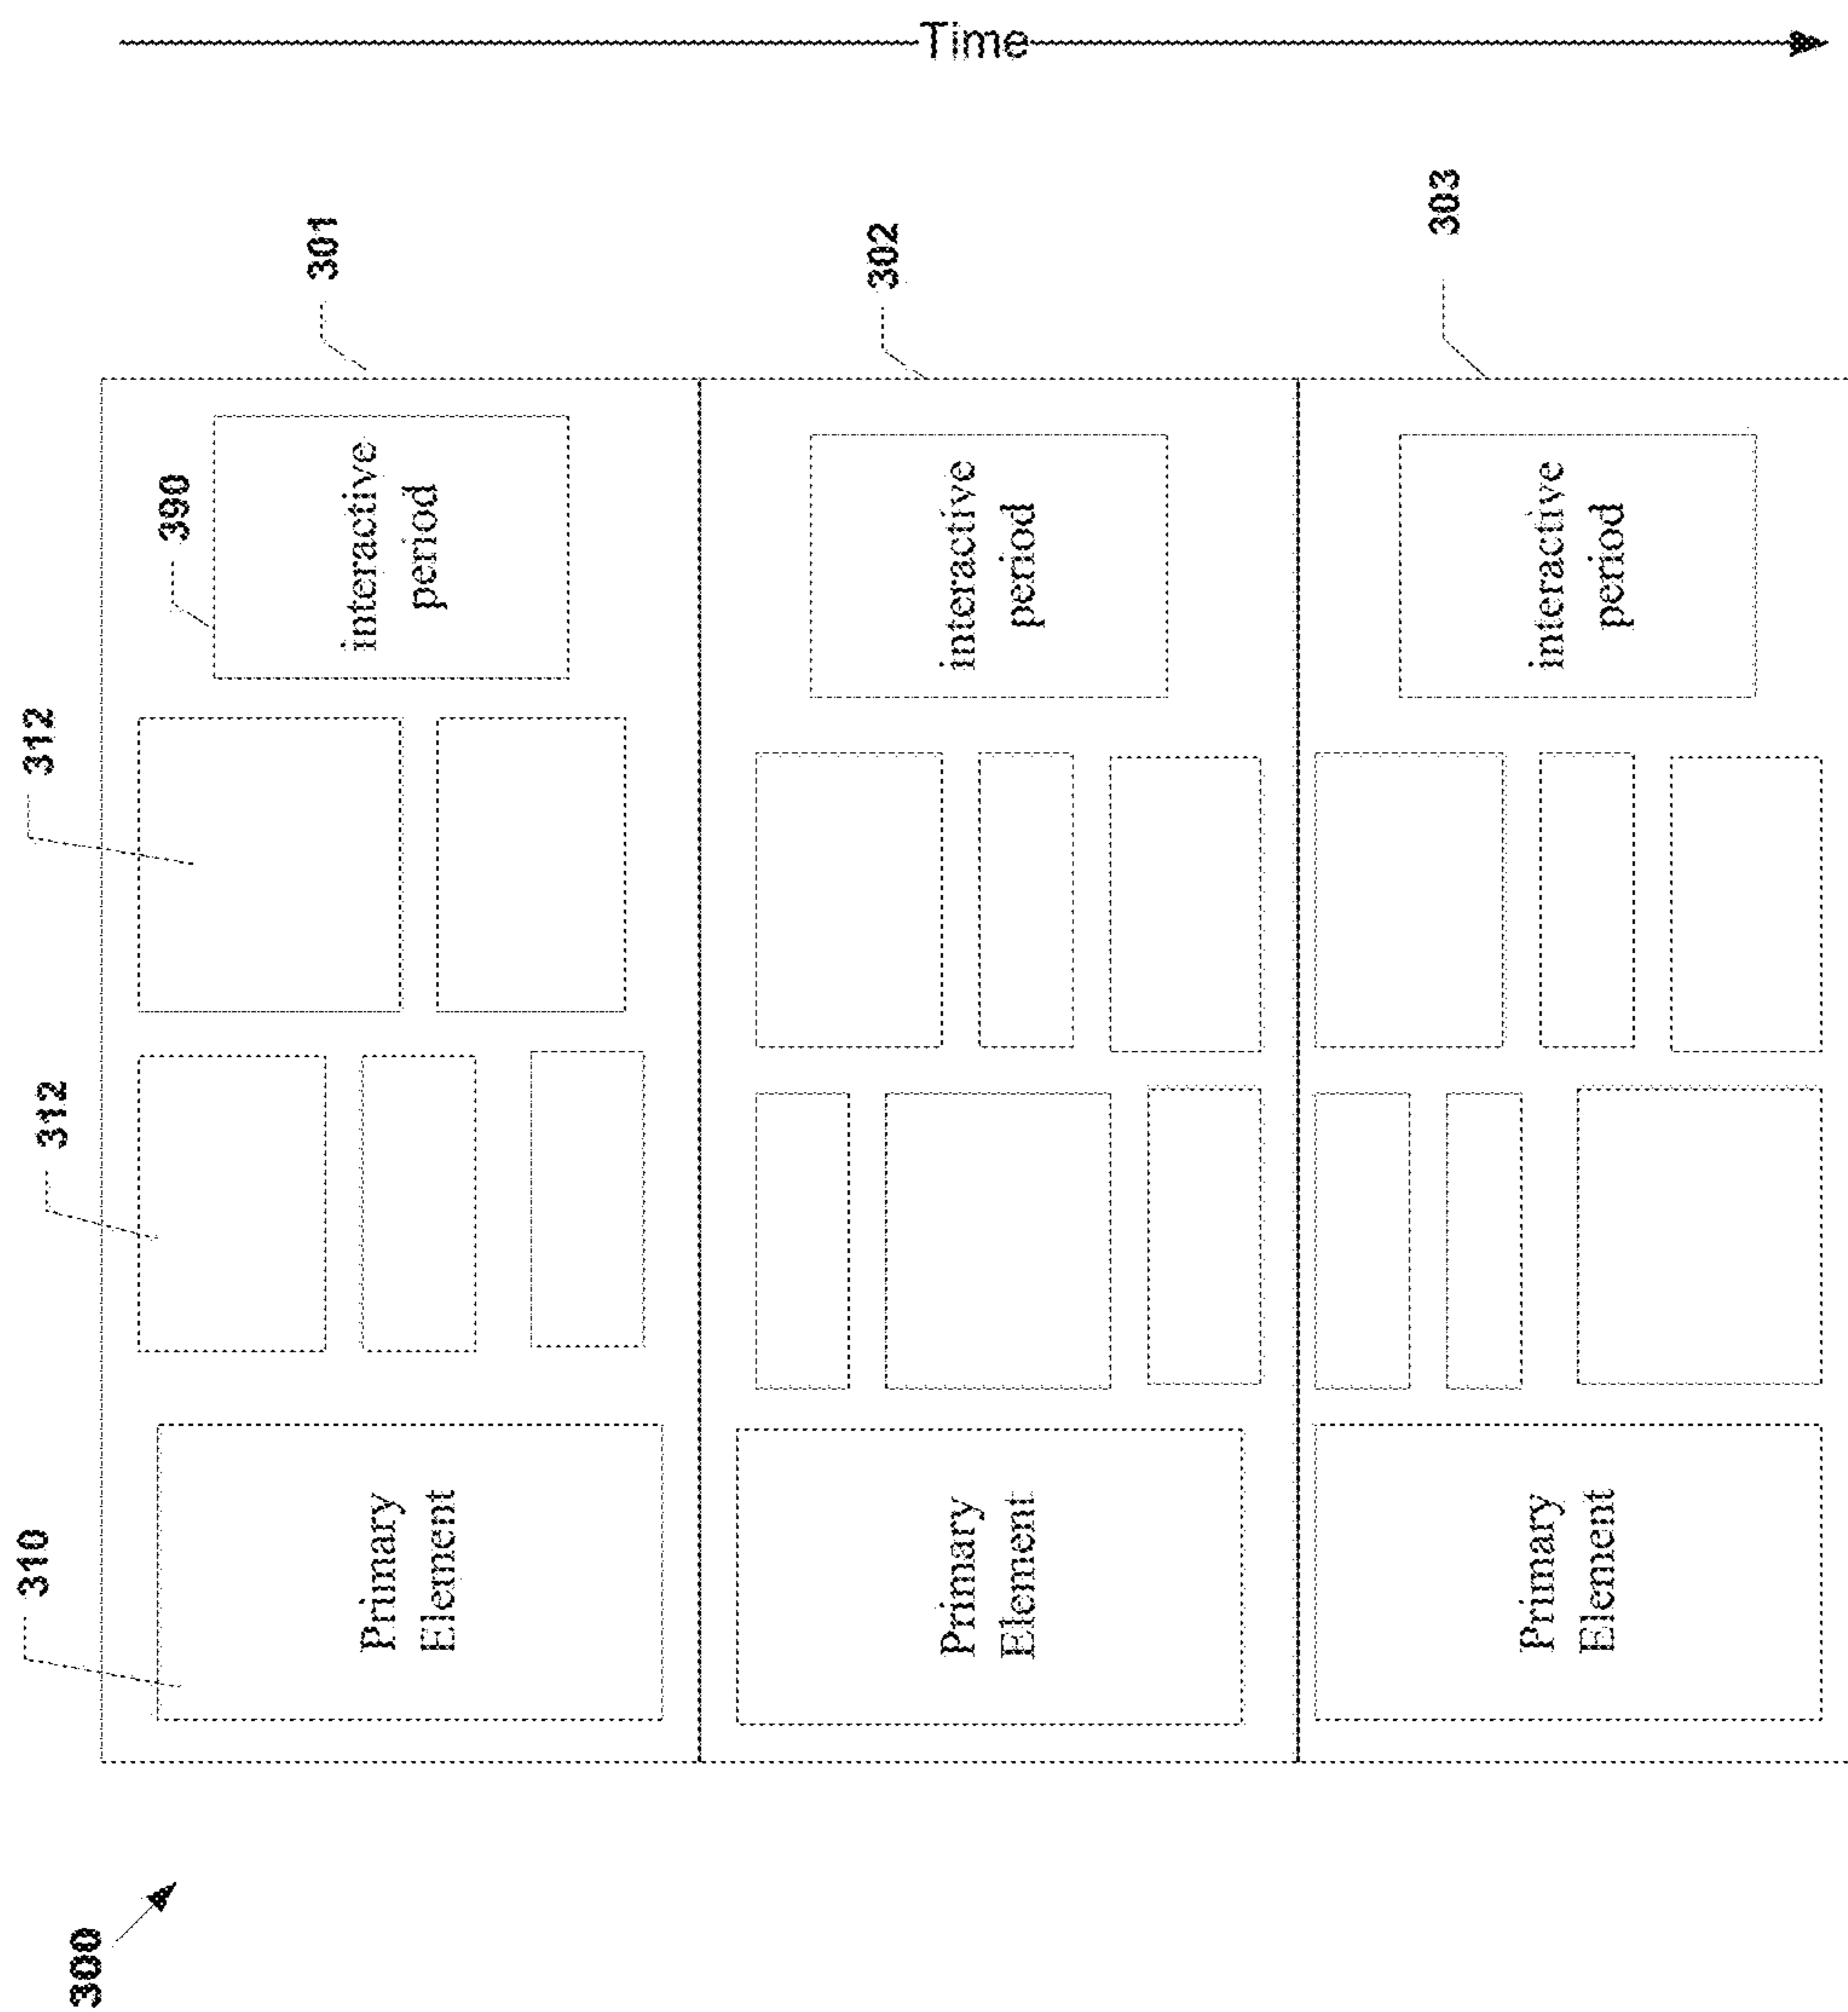 Time
301
302
303
390
interactive
period
interactive
period
interactive
period
312
312
310
Primary
Element
Primary
Element
Primary
Element
300